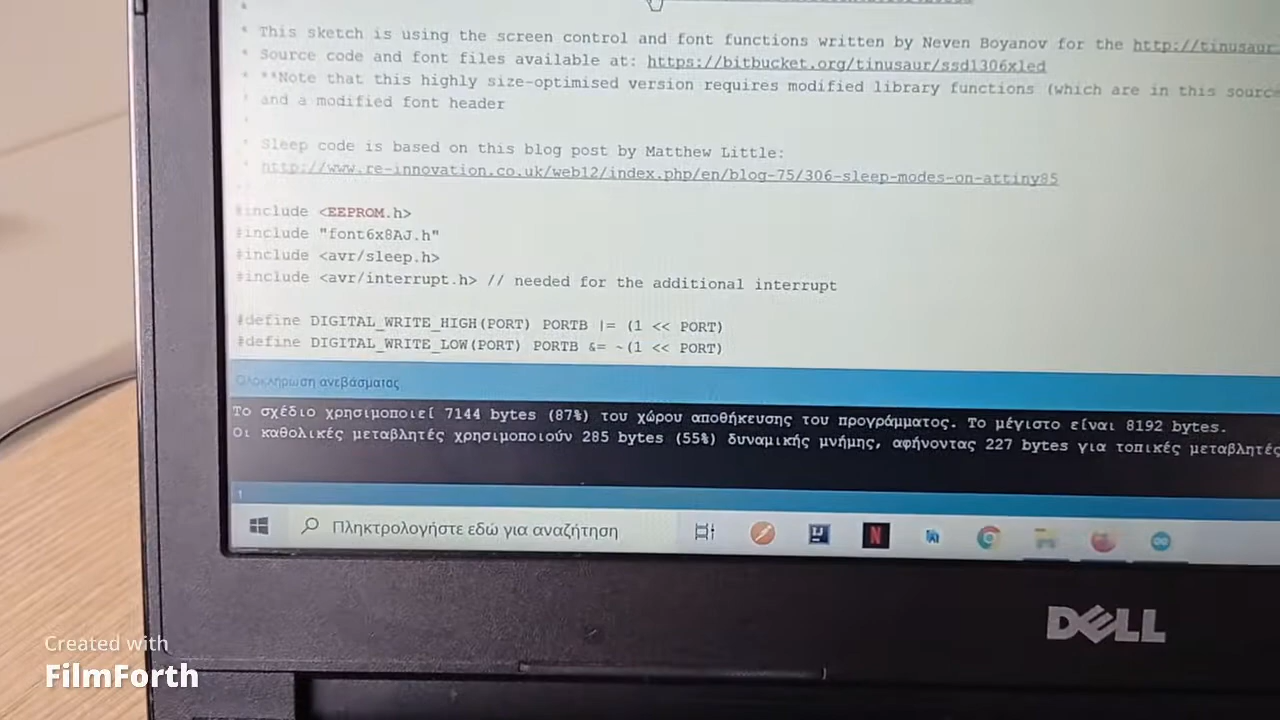 * This sketch is using the screen control and font functions written by Neven Boyanov for the http://tinusaur.
* Source code and font files available at: https://bitbucket.org/tinusaur/ssd1306xled
* **Note that this highly size-optimised version requires modified library functions (which are in this source
* and a modified font header
*
* Sleep code is based on this blog post by Matthew Little:
* http://www.re-innovation.co.uk/web12/index.php/en/blog-75/306-sleep-modes-on-attiny85
#include <EEPROM.h>
#include "font6x8AJ.h"
#include <avr/sleep.h>
#include <avr/interrupt.h> // needed for the additional interrupt
#define DIGITAL_WRITE_HIGH(PORT) PORTB |= (1 << PORT)
#define DIGITAL_WRITE_LOW(PORT) PORTB &= ~(1 << PORT)
Ολοκλήρωση ανεβάσματος
Το σχέδιο χρησιμοποιεί 7144 bytes (87%) του χώρου αποθήκευσης του προγράμματος. Το μέγιστο είναι 8192 bytes.
Οι καθολικές μεταβλητές χρησιμοποιούν 285 bytes (55%) δυναμικής μνήμης, αφήνοντας 227 bytes για τοπικές μεταβλητές
1
Πληκτρολογήστε εδώ για αναζήτηση
IJ
N
DELL
Created with
FilmForth